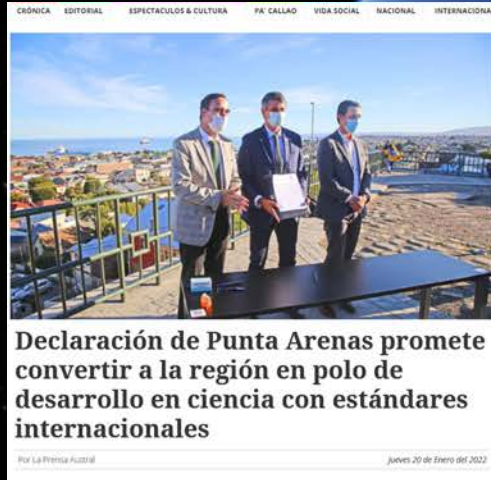 CRÓNICA EDITORIAL ESPECTACULOS & CULTURA PA' CALLAO VIDA SOCIAL NACIONAL INTERNACIONA
Declaración de Punta Arenas promete
convertir a la región en polo de
desarrollo en ciencia con estándares
internacionales
Por La Prensa Austral Jueves 20 de Enero del 2022